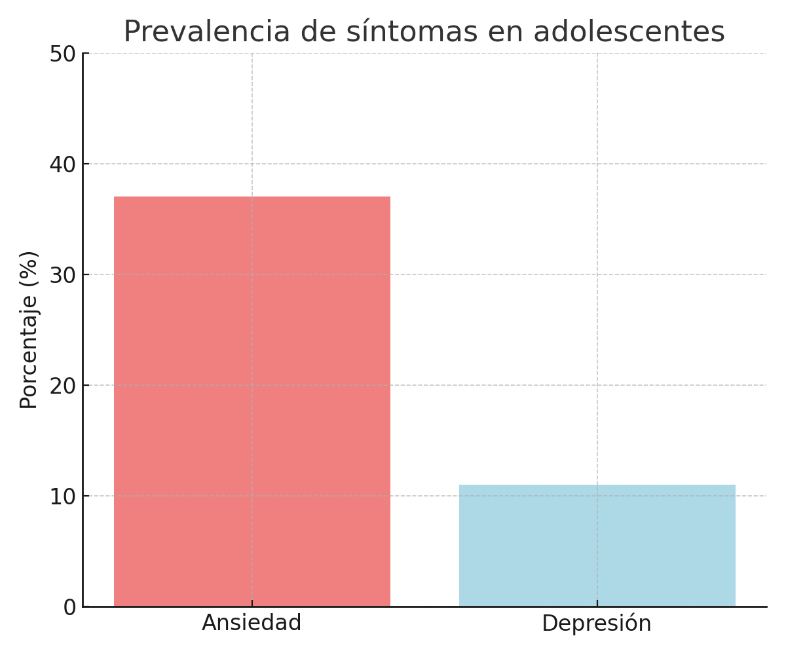 Prevalencia de síntomas en adolescentes
50
40
30
20
10
0
Porcentaje (%)
Ansiedad
Depresión